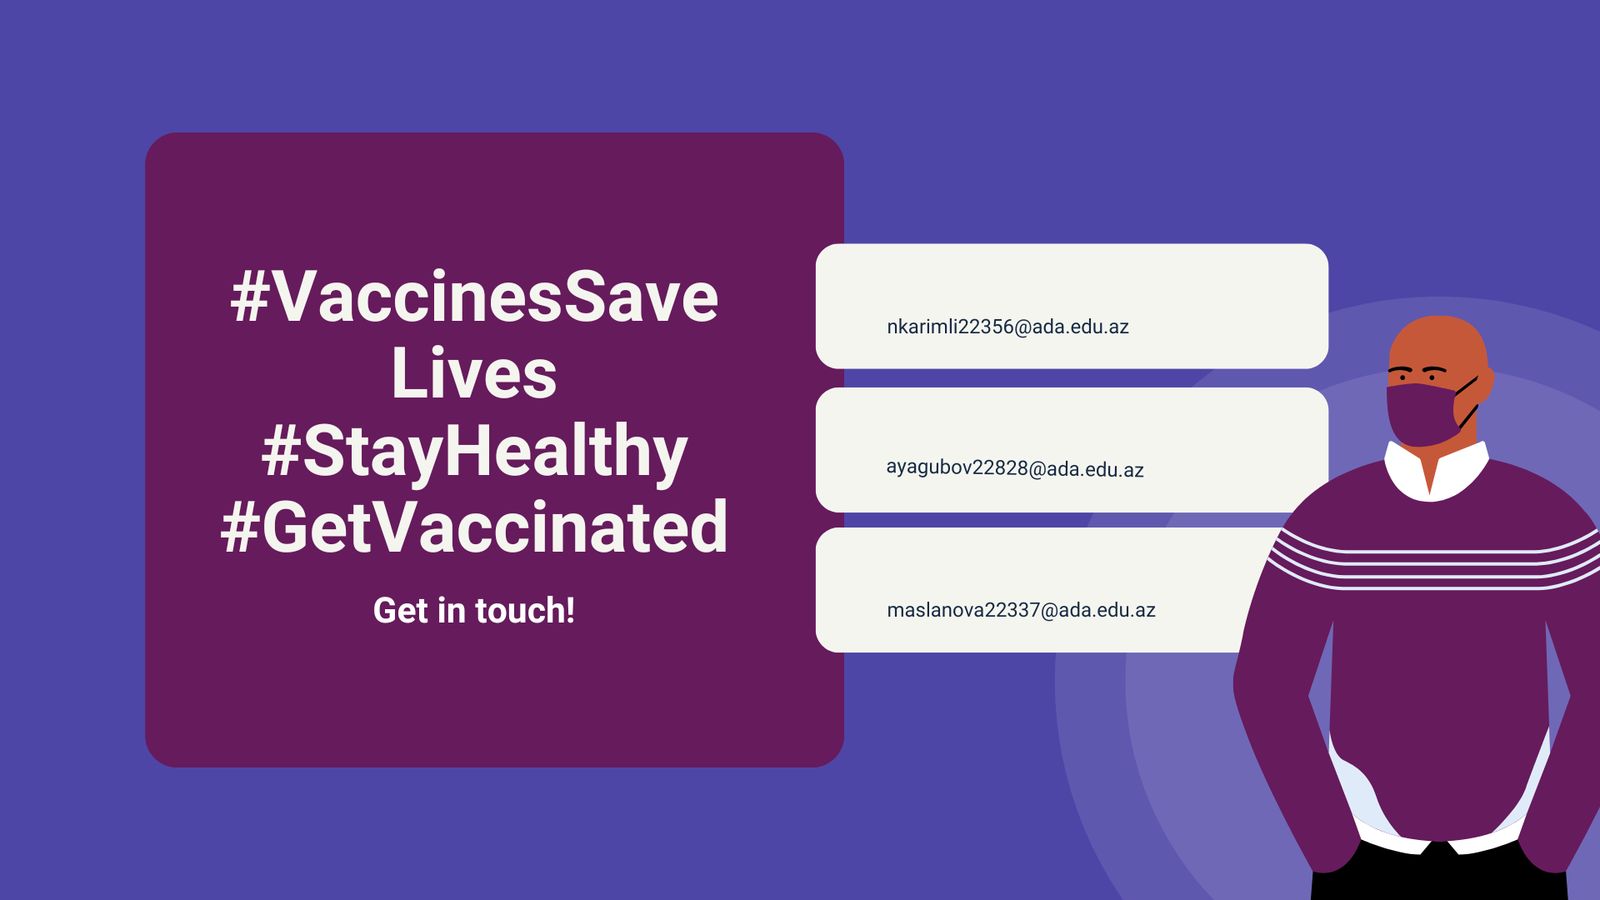 #VaccinesSave
Lives
#StayHealthy
#GetVaccinated
Get in touch!
nkarimli22356@ada.edu.az
ayagubov22828@ada.edu.az
maslanova22337@ada.edu.az